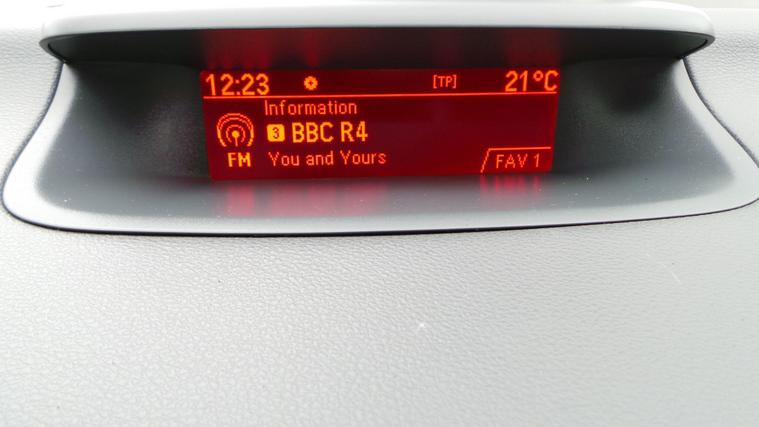 12:23 [TP] 21°C
Information
3 BBC R4
FM You and Yours
FAV 1